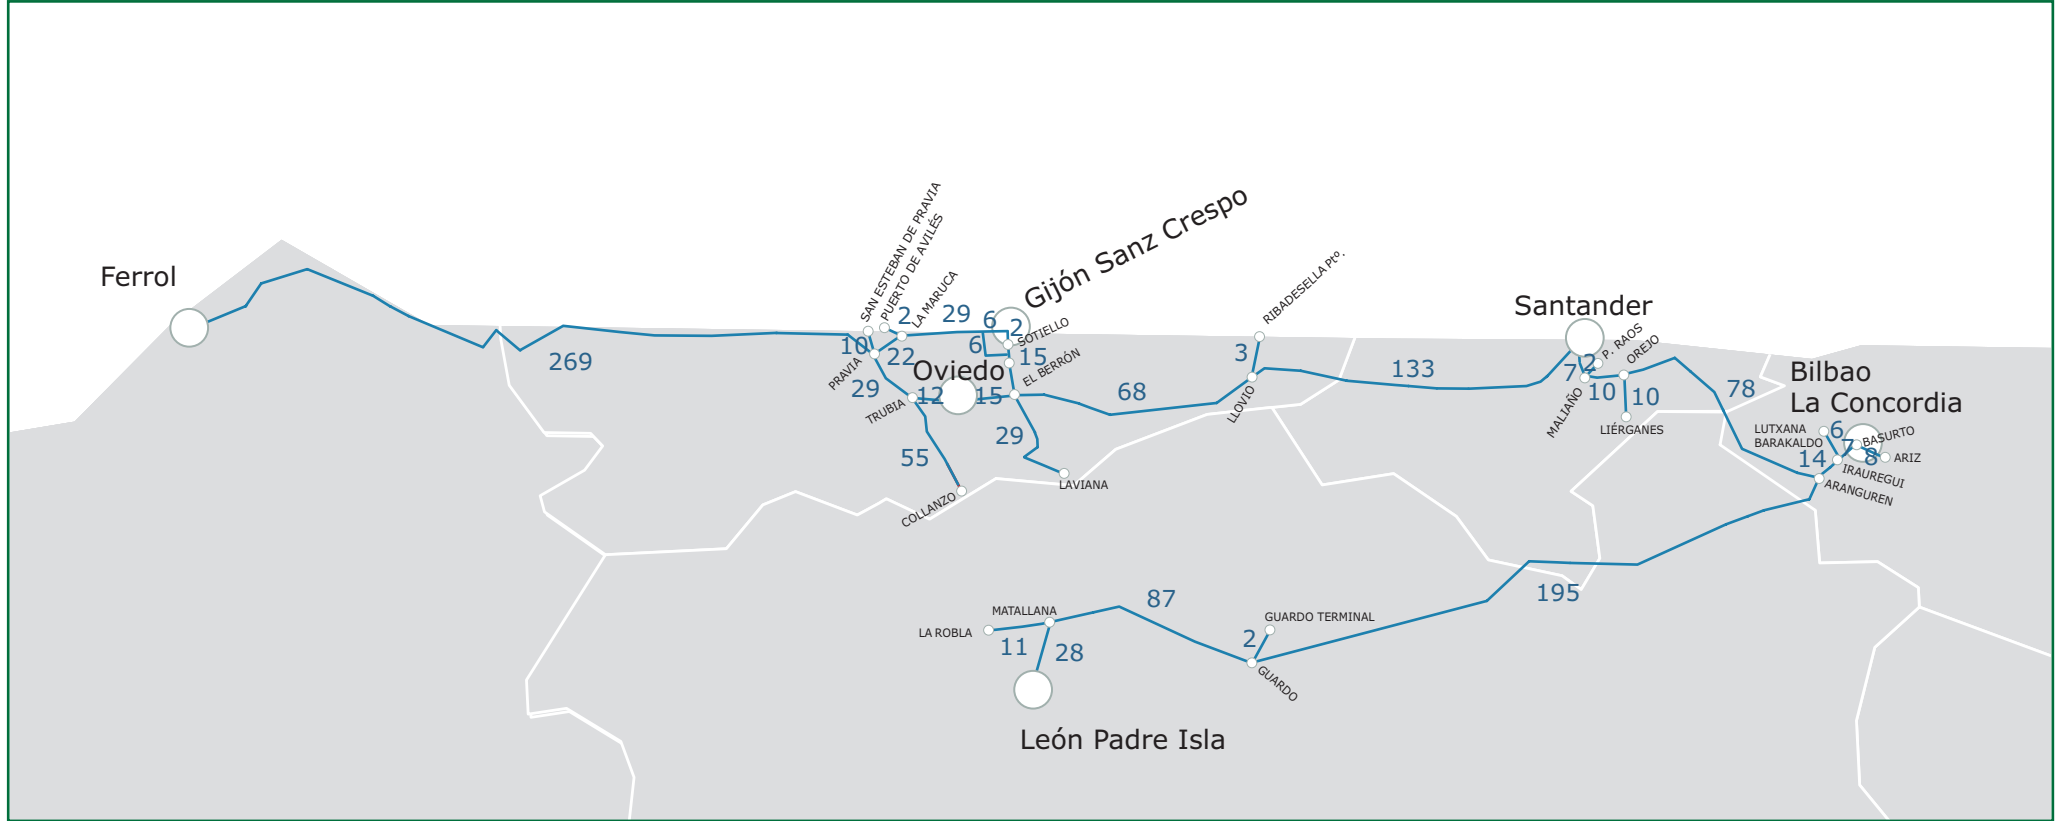 Ferrol
269
SAN ESTEBAN DE PRAVIA
PUERTO DE AVILÉS
LA MARUCA
2
29
6
2
Gijón Sanz Crespo
SOTIELLO
10
22
6
15
PRAVIA
EL BERRÓN
Oviedo
29
12
15
TRUBIA
55
29
COLLANZO
LAVIANA
68
RIBADESELLA Ptº.
3
LLOVIO
133
Santander
P. RAOS
OREJO
2
7
10
10
MALIAÑO
LIÉRGANES
78
Bilbao
La Concordia
LUTXANA
BARAKALDO
6
BASURTO
7
8
ARIZ
14
IRAUREGUI
ARANGUREN
195
87
MATALLANA
LA ROBLA
11
28
GUARDO TERMINAL
2
GUARDO
León Padre Isla